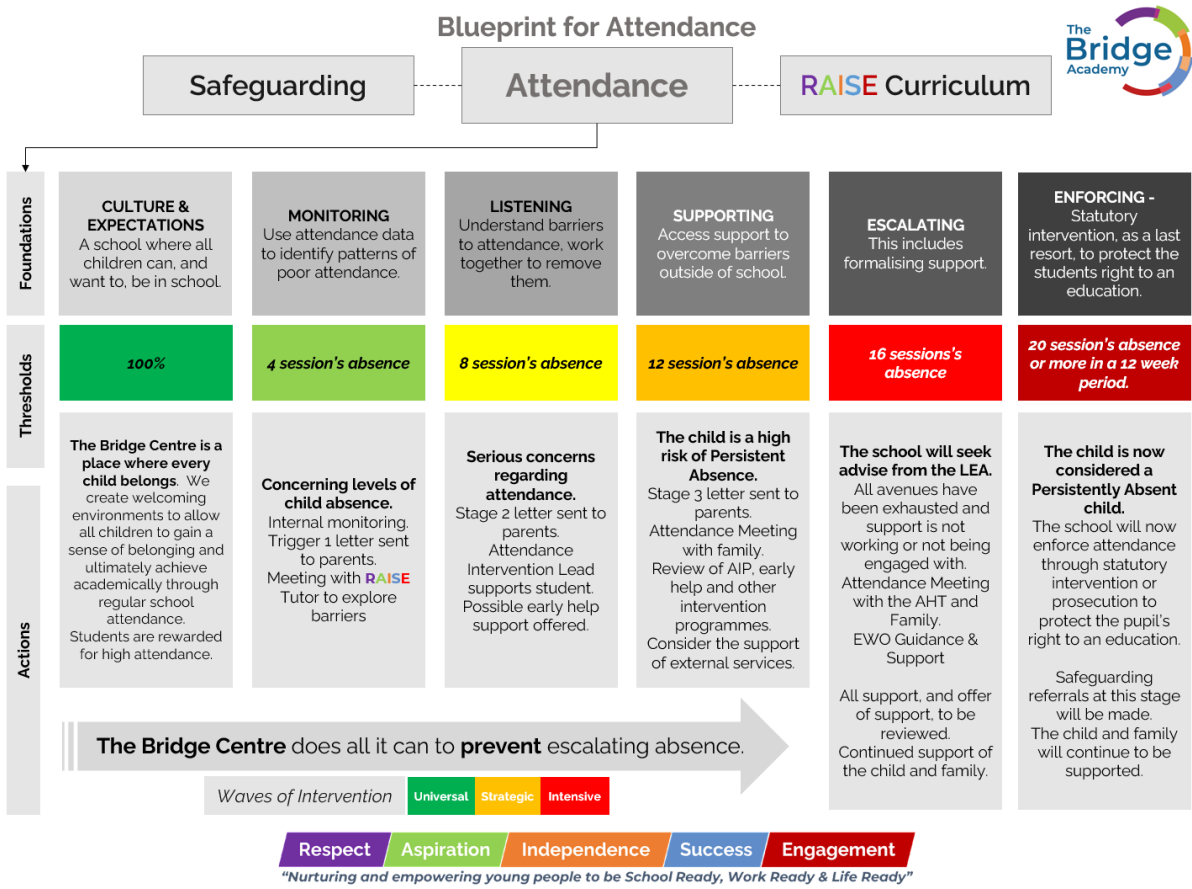 Blueprint for Attendance
The
Bridge
Academy
Safeguarding
Attendance
RAISE Curriculum
Foundations
CULTURE &
EXPECTATIONS
A school where all
children can, and
want to, be in school.
MONITORING
Use attendance data
to identify patterns of
poor attendance.
LISTENING
Understand barriers
to attendance, work
together to remove
them.
SUPPORTING
Access support to
overcome barriers
outside of school.
ESCALATING
This includes
formalising support.
ENFORCING -
Statutory
intervention, as a last
resort, to protect the
students right to an
education.
Thresholds
100%
4 session's absence
8 session's absence
12 session's absence
16 sessions's
absence
20 session's absence
or more in a 12 week
period.
Actions
The Bridge Centre is a
place where every
child belongs. We
create welcoming
environments to allow
all children to gain a
sense of belonging and
ultimately achieve
academically through
regular school
attendance.
Students are rewarded
for high attendance.
Concerning levels of
child absence.
Internal monitoring.
Trigger 1 letter sent
to parents.
Meeting with RAISE
Tutor to explore
barriers
Serious concerns
regarding
attendance.
Stage 2 letter sent to
parents.
Attendance
Intervention Lead
supports student.
Possible early help
support offered.
The child is a high
risk of Persistent
Absence.
Stage 3 letter sent to
parents.
Attendance Meeting
with family.
Review of AIP, early
help and other
intervention
programmes.
Consider the support
of external services.
The school will seek
advise from the LEA.
All avenues have
been exhausted and
support is not
working or not being
engaged with.
Attendance Meeting
with the AHT and
Family.
EWO Guidance &
Support
All support, and offer
of support, to be
reviewed.
Continued support of
the child and family.
The child is now
considered a
Persistently Absent
child.
The school will now
enforce attendance
through statutory
intervention or
prosecution to
protect the pupil's
right to an education.
Safeguarding
referrals at this stage
will be made.
The child and family
will continue to be
supported.
The Bridge Centre does all it can to prevent escalating absence.
Waves of Intervention
Universal
Strategic
Intensive
Respect
Aspiration
Independence
Success
Engagement
"Nurturing and empowering young people to be School Ready, Work Ready & Life Ready"